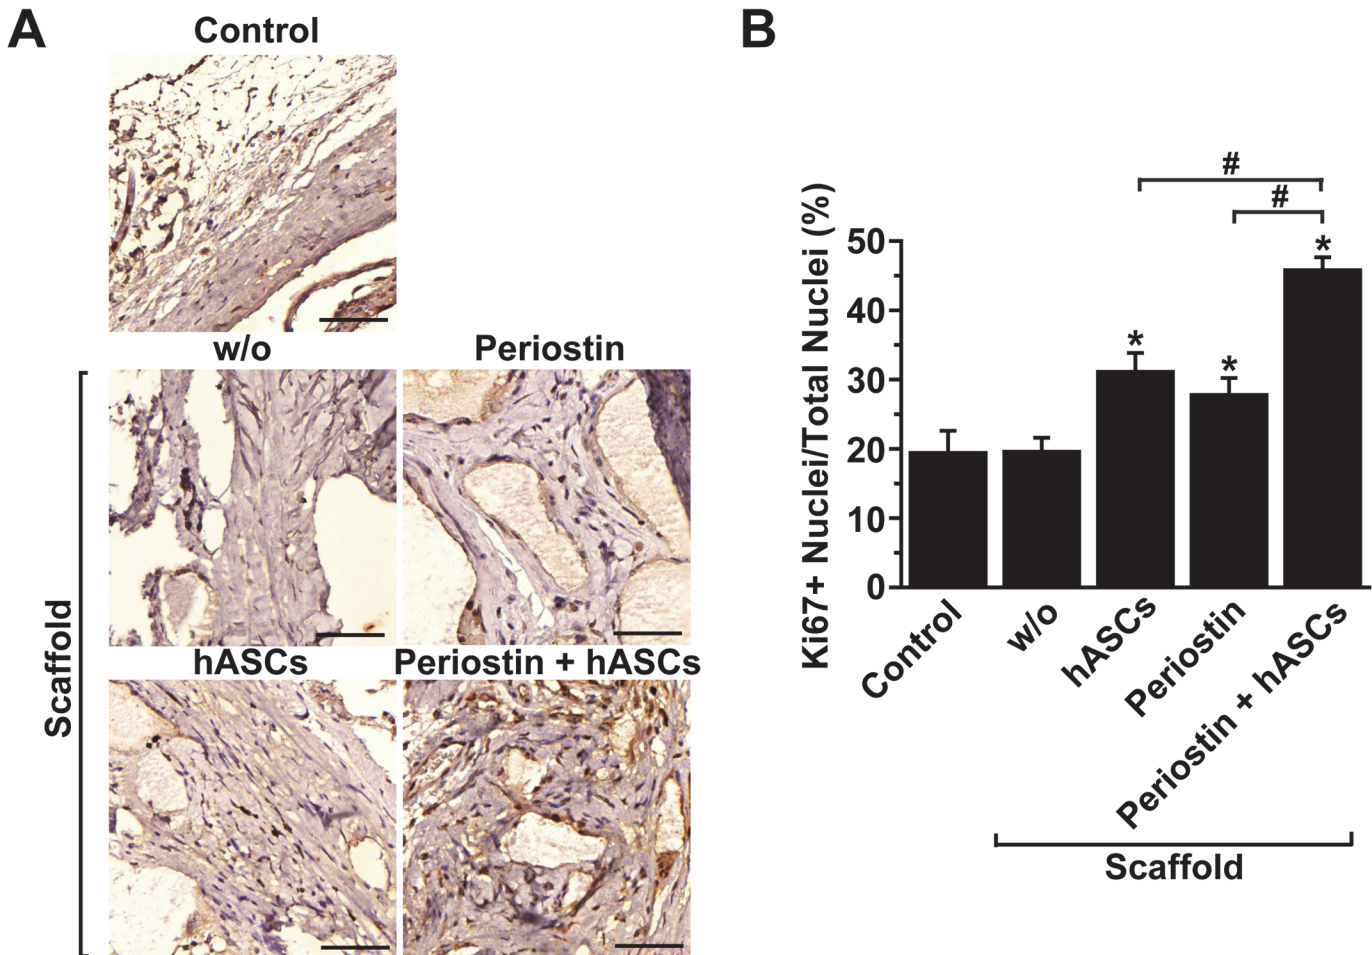 A
Control
w/o
Periostin
hASCs
Periostin + hASCs
Scaffold
B
#
#
*
*
*
Ki67+ Nuclei/Total Nuclei (%)
50
40
30
20
10
0
Control
w/o
hASCs
Periostin
Periostin + hASCs
Scaffold